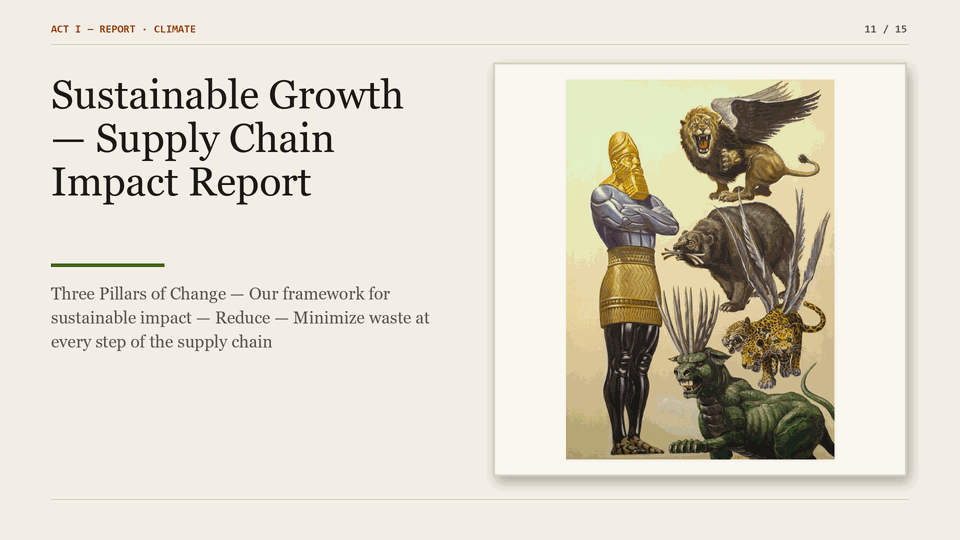 ACT I — REPORT · CLIMATE
11 / 15
Sustainable Growth
— Supply Chain
Impact Report
Three Pillars of Change — Our framework for
sustainable impact — Reduce — Minimize waste at
every step of the supply chain